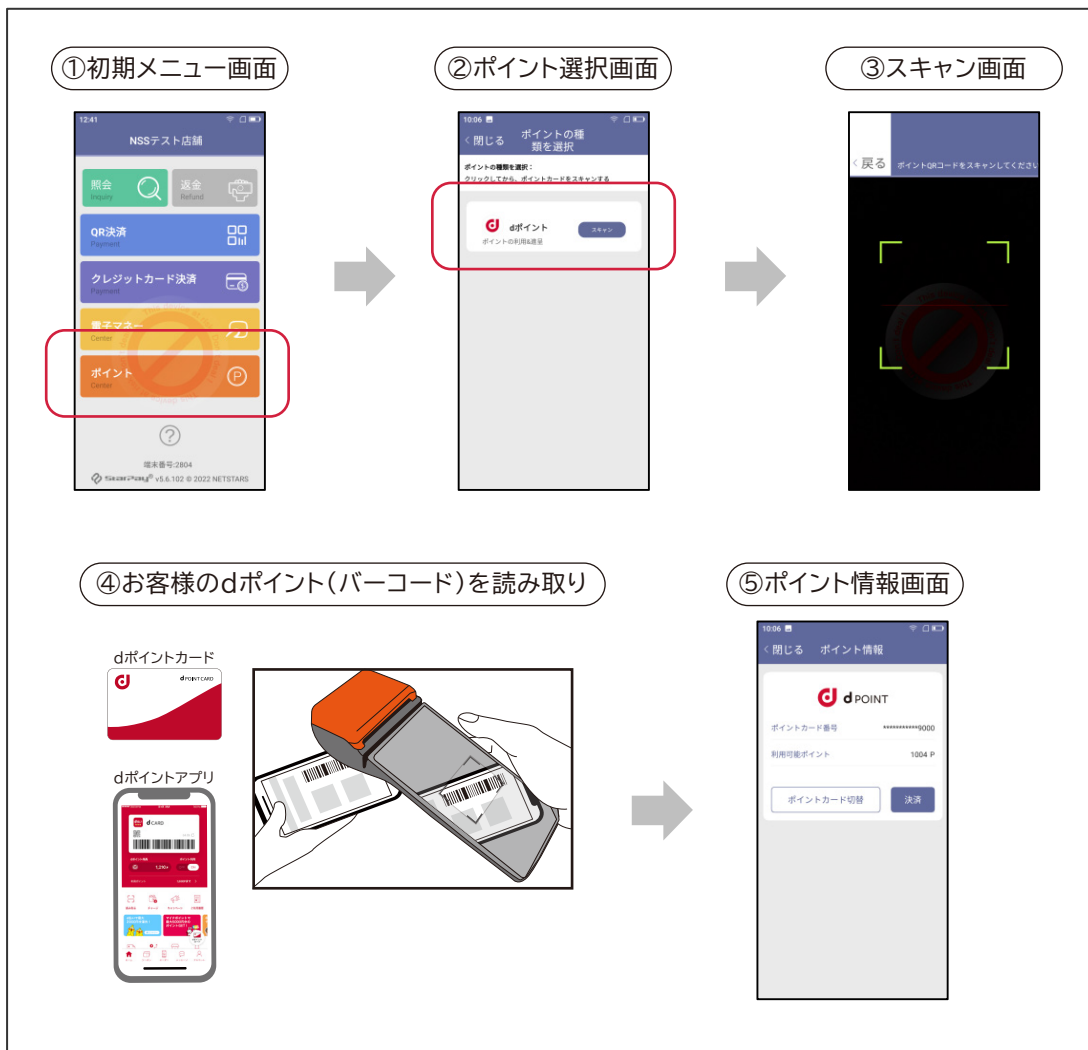 ①初期メニュー画面
②ポイント選択画面
③スキャン画面
12:41
NSSテスト店舗
照会
Inquiry
返金
Refund
QR決済
Payment
クレジットカード決済
Payment
電子マネー
Center
ポイント
Center
端末番号:2804
StarPay® v5.6.102 © 2022 NETSTARS
10:06
閉じる
ポイントの種
類を選択
ポイントの種類を選択：
クリックしてから、ポイントカードをスキャンする
dポイント
スキャン
ポイントの利用&進呈
戻る
ポイントQRコードをスキャンしてください
④お客様のdポイント(バーコード)を読み取り
⑤ポイント情報画面
dポイントカード
d POINT CARD
dポイントアプリ
d CARD
10:06
閉じる ポイント情報
d POINT
ポイントカード番号 ***********9000
利用可能ポイント 1004 P
ポイントカード切替
決済